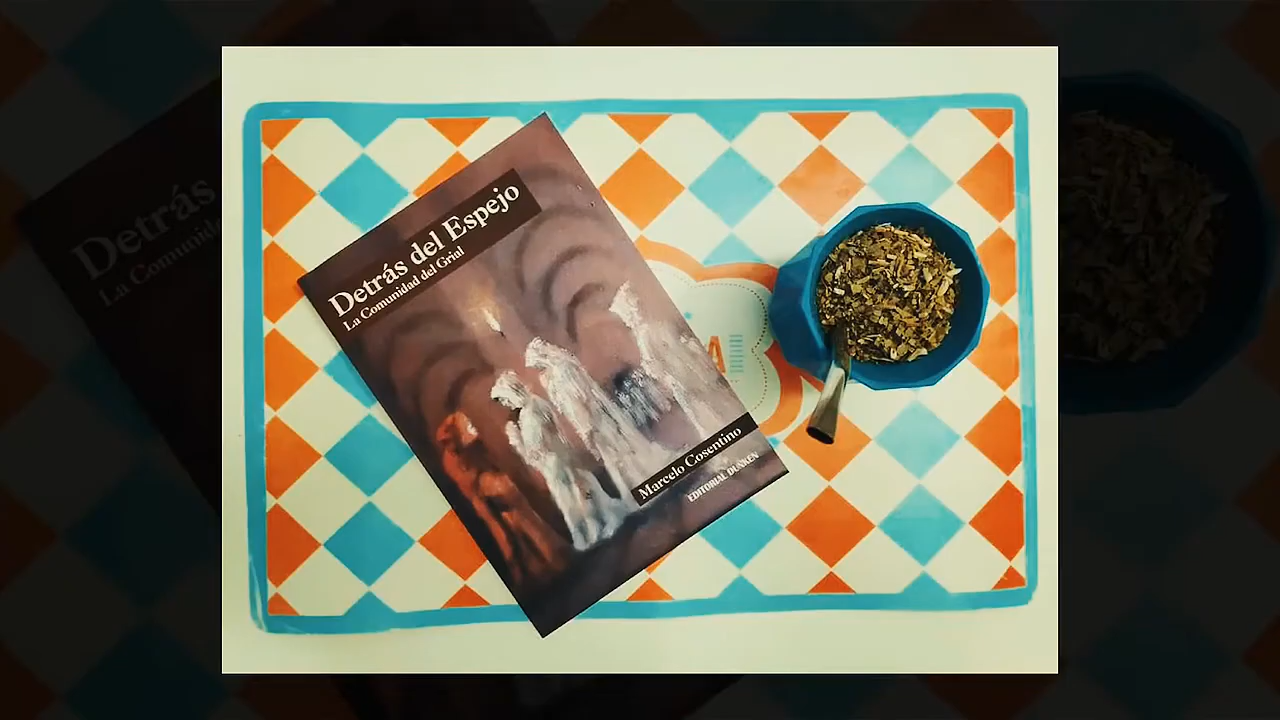 Detrás del Espejo
La Comunidad del Grial
Marcelo Cosentino
EDITORIAL DUNKEN